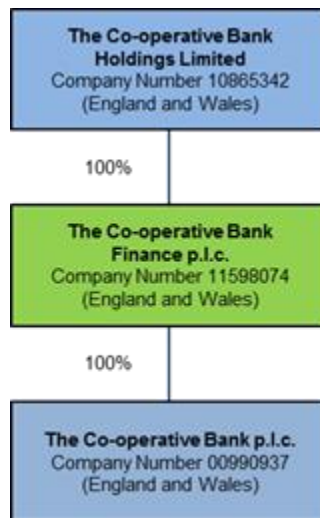 The Co-operative Bank
Holdings Limited
Company Number 10865342
(England and Wales)
100%
The Co-operative Bank
Finance p.l.c.
Company Number 11598074
(England and Wales)
100%
The Co-operative Bank p.l.c.
Company Number 00990937
(England and Wales)